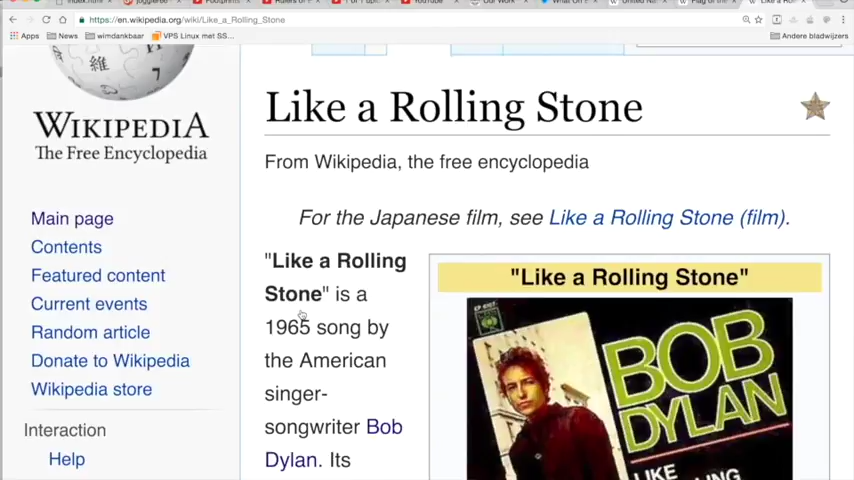 https://en.wikipedia.org/wiki/Like_a_Rolling_Stone
Apps News wimdankbaar VPS Linux met SS... Andere bladwijzers
維
WIKIPEDIA
The Free Encyclopedia
Main page
Contents
Featured content
Current events
Random article
Donate to Wikipedia
Wikipedia store
Interaction
Help
Like a Rolling Stone
From Wikipedia, the free encyclopedia
For the Japanese film, see Like a Rolling Stone (film).
"Like a Rolling
Stone" is a
1965 song by
the American
singer-
songwriter Bob
Dylan. Its
"Like a Rolling Stone"
BOB
DYLAN
LIKE